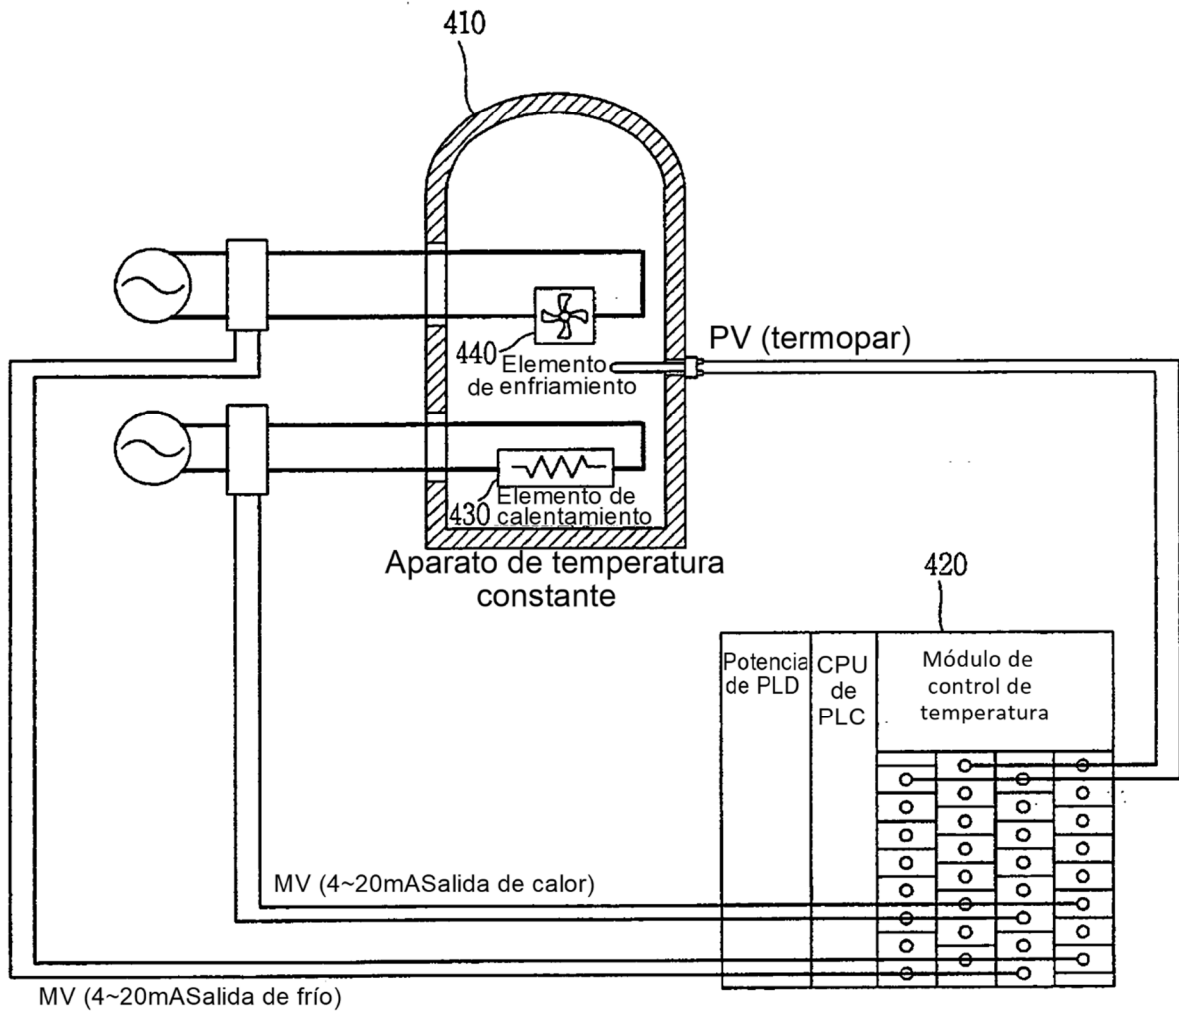 410
PV (termopar)
440
Elemento
de enfriamiento
430
Elemento de
calentamiento
Aparato de temperatura
constante
420
Potencia
de PLD
CPU
de
PLC
Módulo de
control de
temperatura
MV (4~20mASalida de calor)
MV (4~20mASalida de frío)